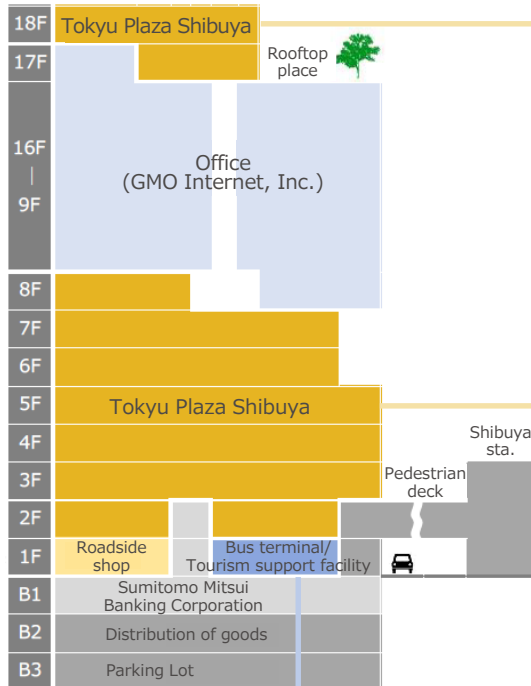 18F
Tokyu Plaza Shibuya
17F
Rooftop
place
16F
|
9F
Office
(GMO Internet, Inc.)
8F
7F
6F
5F
Tokyu Plaza Shibuya
4F
Shibuya
sta.
3F
Pedestrian
deck
2F
1F
Roadside
shop
Bus terminal/
Tourism support facility
B1
Sumitomo Mitsui
Banking Corporation
B2
Distribution of goods
B3
Parking Lot